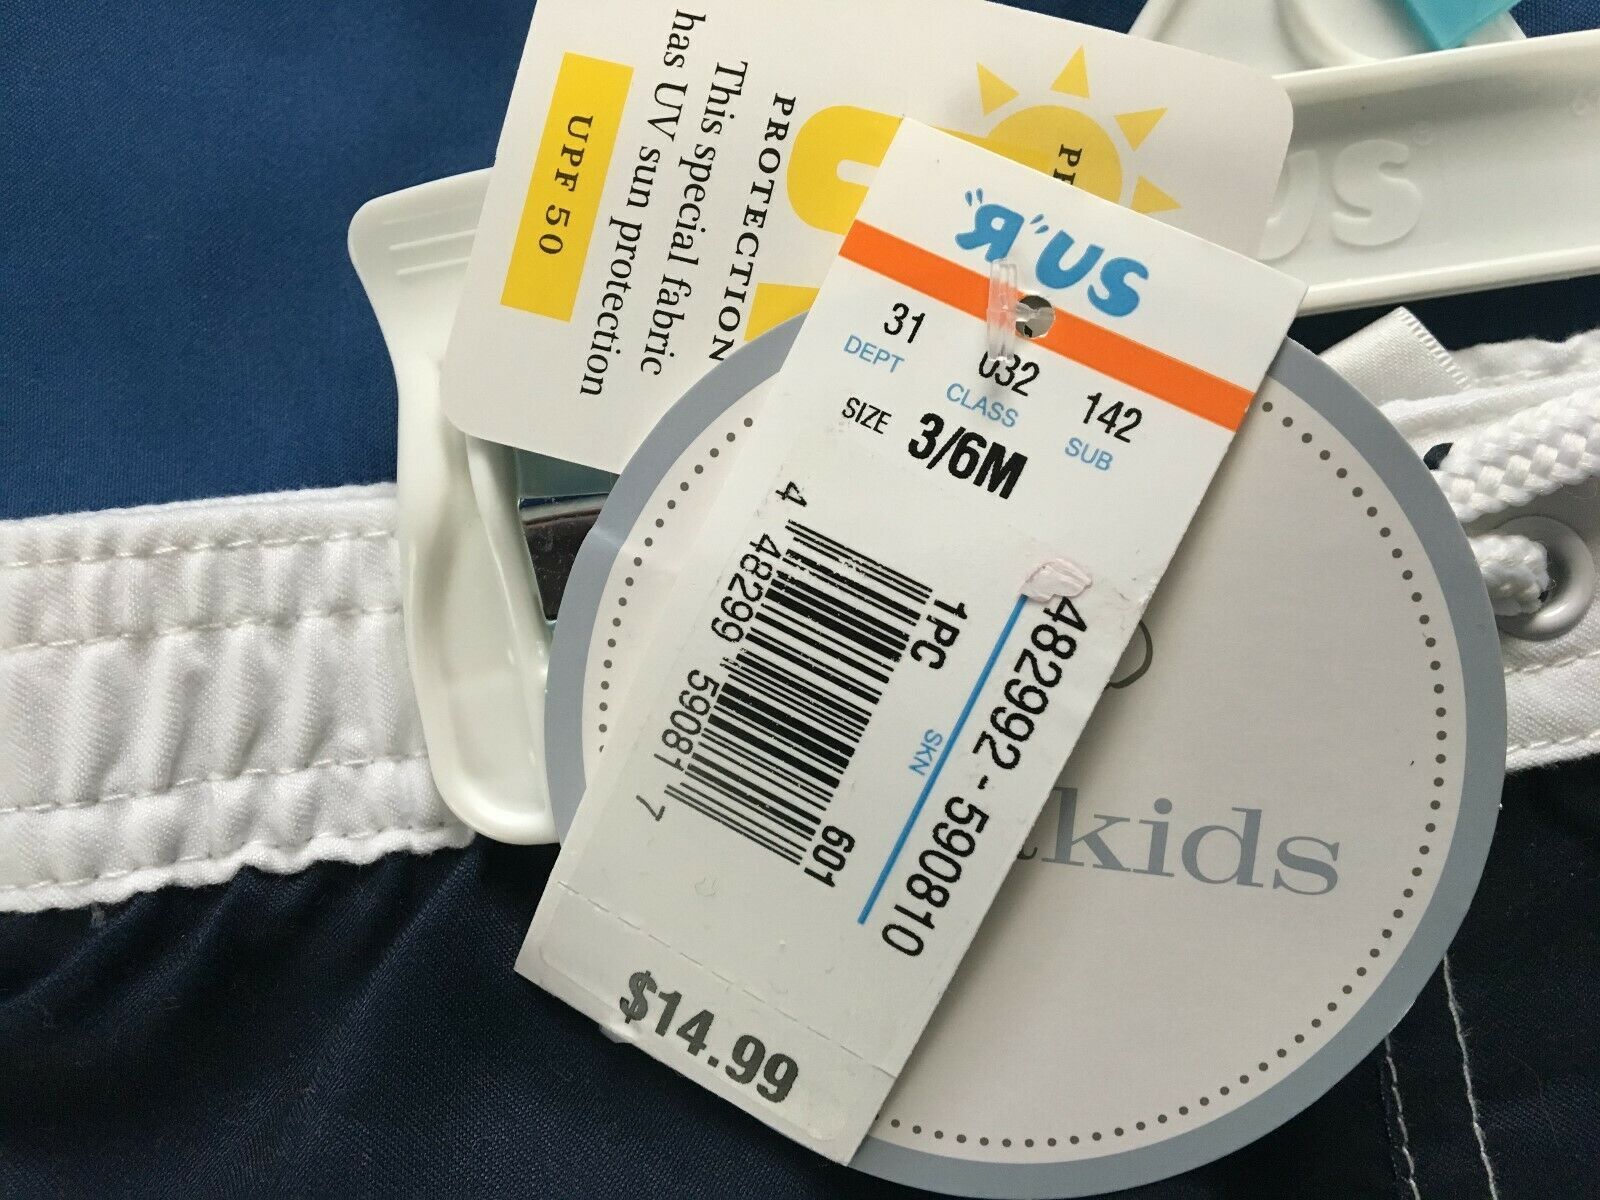 PROTECTION
This special fabric
has UV sun protection
UPF 50
US
"R"US
31 032 142
DEPT CLASS SUB
SIZE 3/6M
4 48299 59081 7
1PC 601
SKN
482992-590810
$14.99
kids